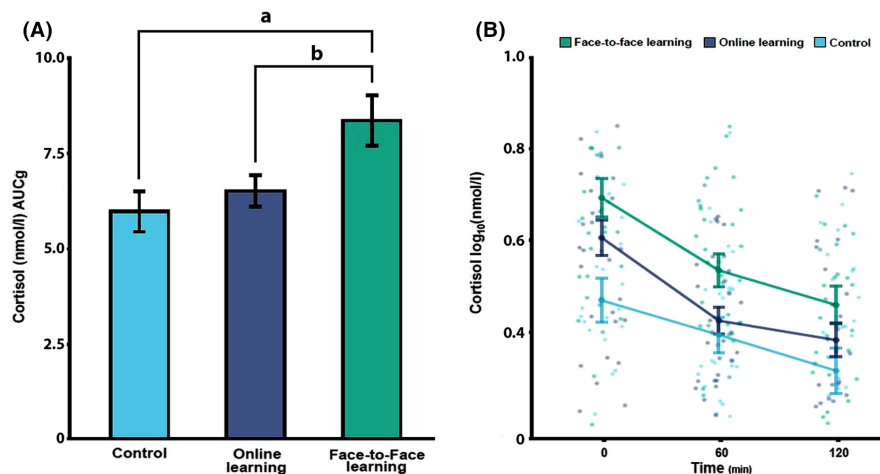 (A)
a
b
10.0
7.5
5.0
2.5
0
Cortisol (nmol/l) AUCg
Control
Online
learning
Face-to-Face
learning
(B)
Face-to-face learning Online learning Control
1.0
0.8
0.6
0.4
0
Cortisol log10(nmol/l)
0 60 120
Time (min)